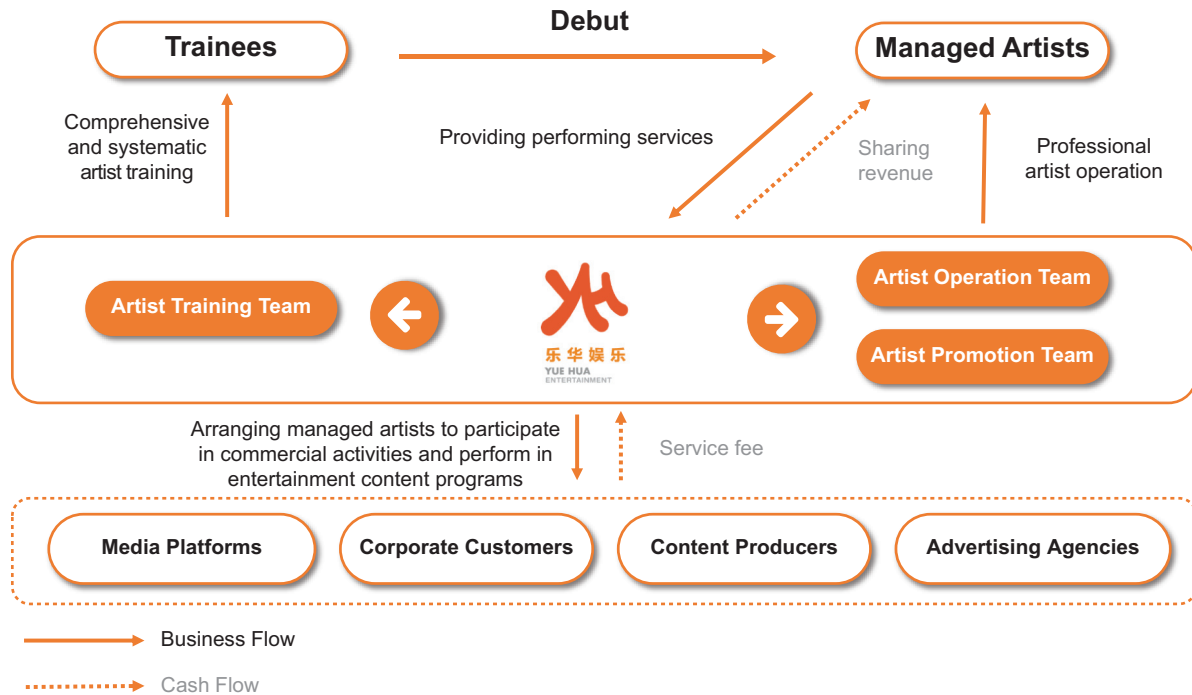 Debut
Trainees
Managed Artists
Comprehensive
and systematic
artist training
Providing performing services
Sharing
revenue
Professional
artist operation
Artist Training Team
乐华娱乐
YUE HUA
ENTERTAINMENT
Artist Operation Team
Artist Promotion Team
Arranging managed artists to participate
in commercial activities and perform in
entertainment content programs
Service fee
Media Platforms
Corporate Customers
Content Producers
Advertising Agencies
Business Flow
Cash Flow